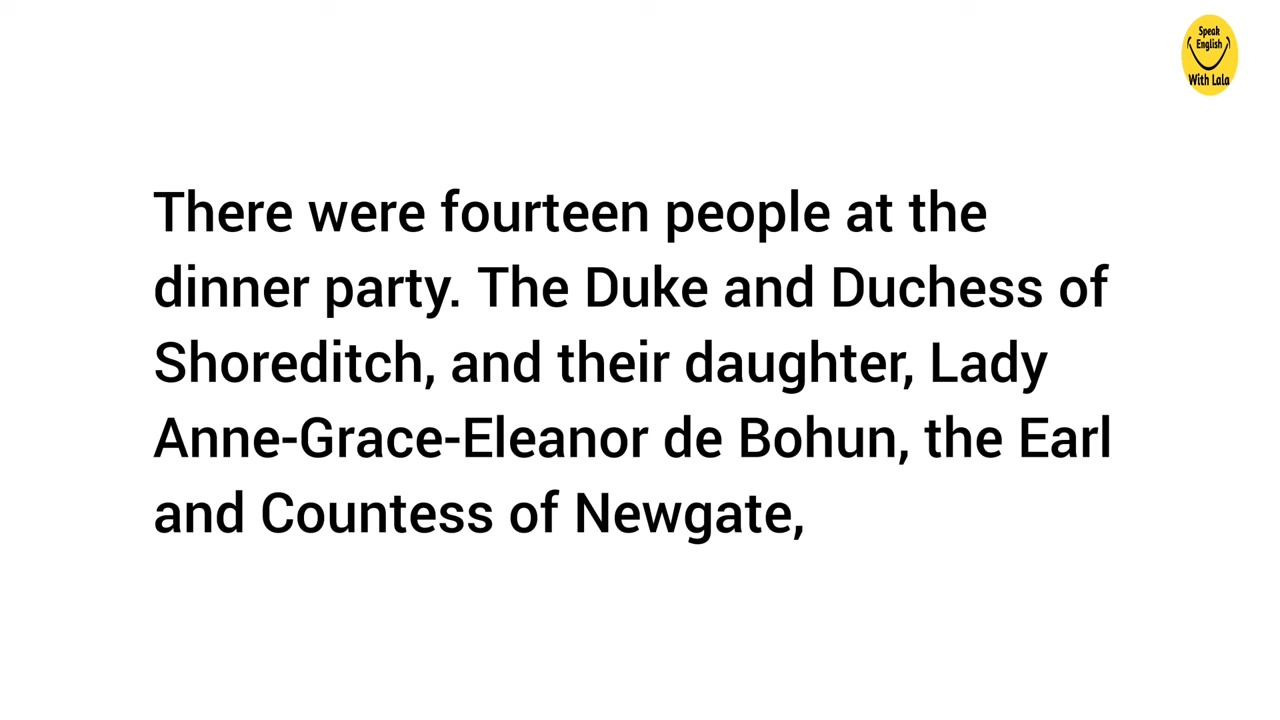 Speak
English
With Lala
There were fourteen people at the
dinner party. The Duke and Duchess of
Shoreditch, and their daughter, Lady
Anne-Grace-Eleanor de Bohun, the Earl
and Countess of Newgate,